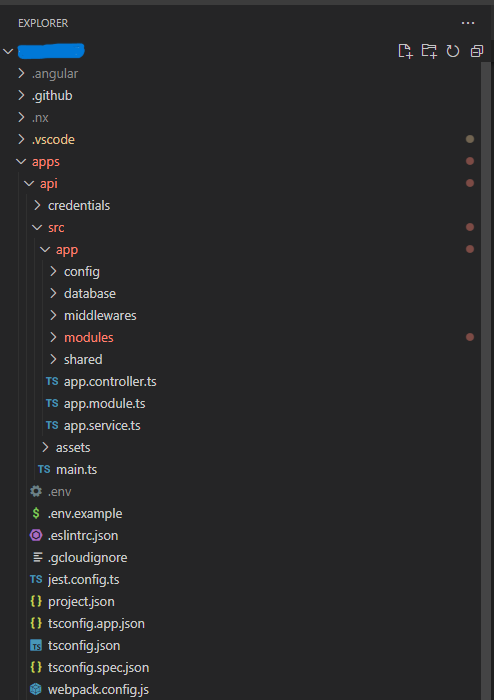 EXPLORER
.angular
.github
.nx
.vscode
apps
api
credentials
src
app
config
database
middlewares
modules
shared
TS app.controller.ts
TS app.module.ts
TS app.service.ts
assets
TS main.ts
.env
$ .env.example
.eslintrc.json
.gcloudignore
TS jest.config.ts
{} project.json
{} tsconfig.app.json
TS tsconfig.json
{} tsconfig.spec.json
webpack.config.js